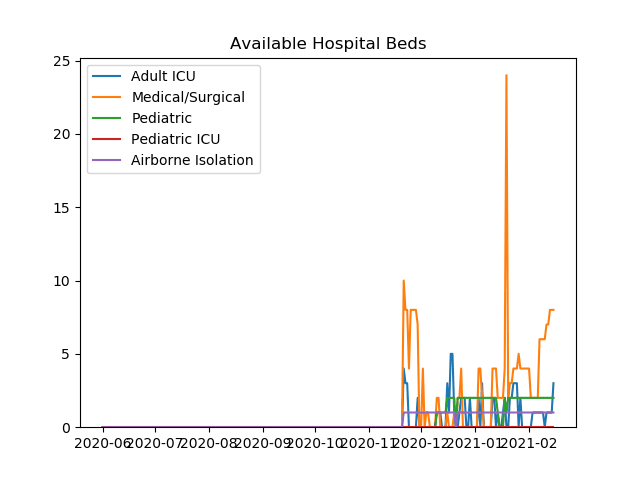 Available Hospital Beds
25
20
15
10
5
0
Adult ICU
Medical/Surgical
Pediatric
Pediatric ICU
Airborne Isolation
2020-06 2020-07 2020-08 2020-09 2020-10 2020-11 2020-12 2021-01 2021-02